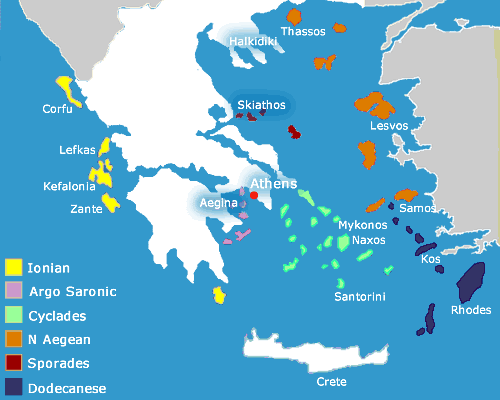 Thassos
Halkidiki
Skiathos
Corfu
Lesvos
Lefkas
Kefalonia
Athens
Aegina
Zante
Samos
Mykonos
Naxos
Kos
Santorini
Rhodes
Crete
Ionian
Argo Saronic
Cyclades
N Aegean
Sporades
Dodecanese